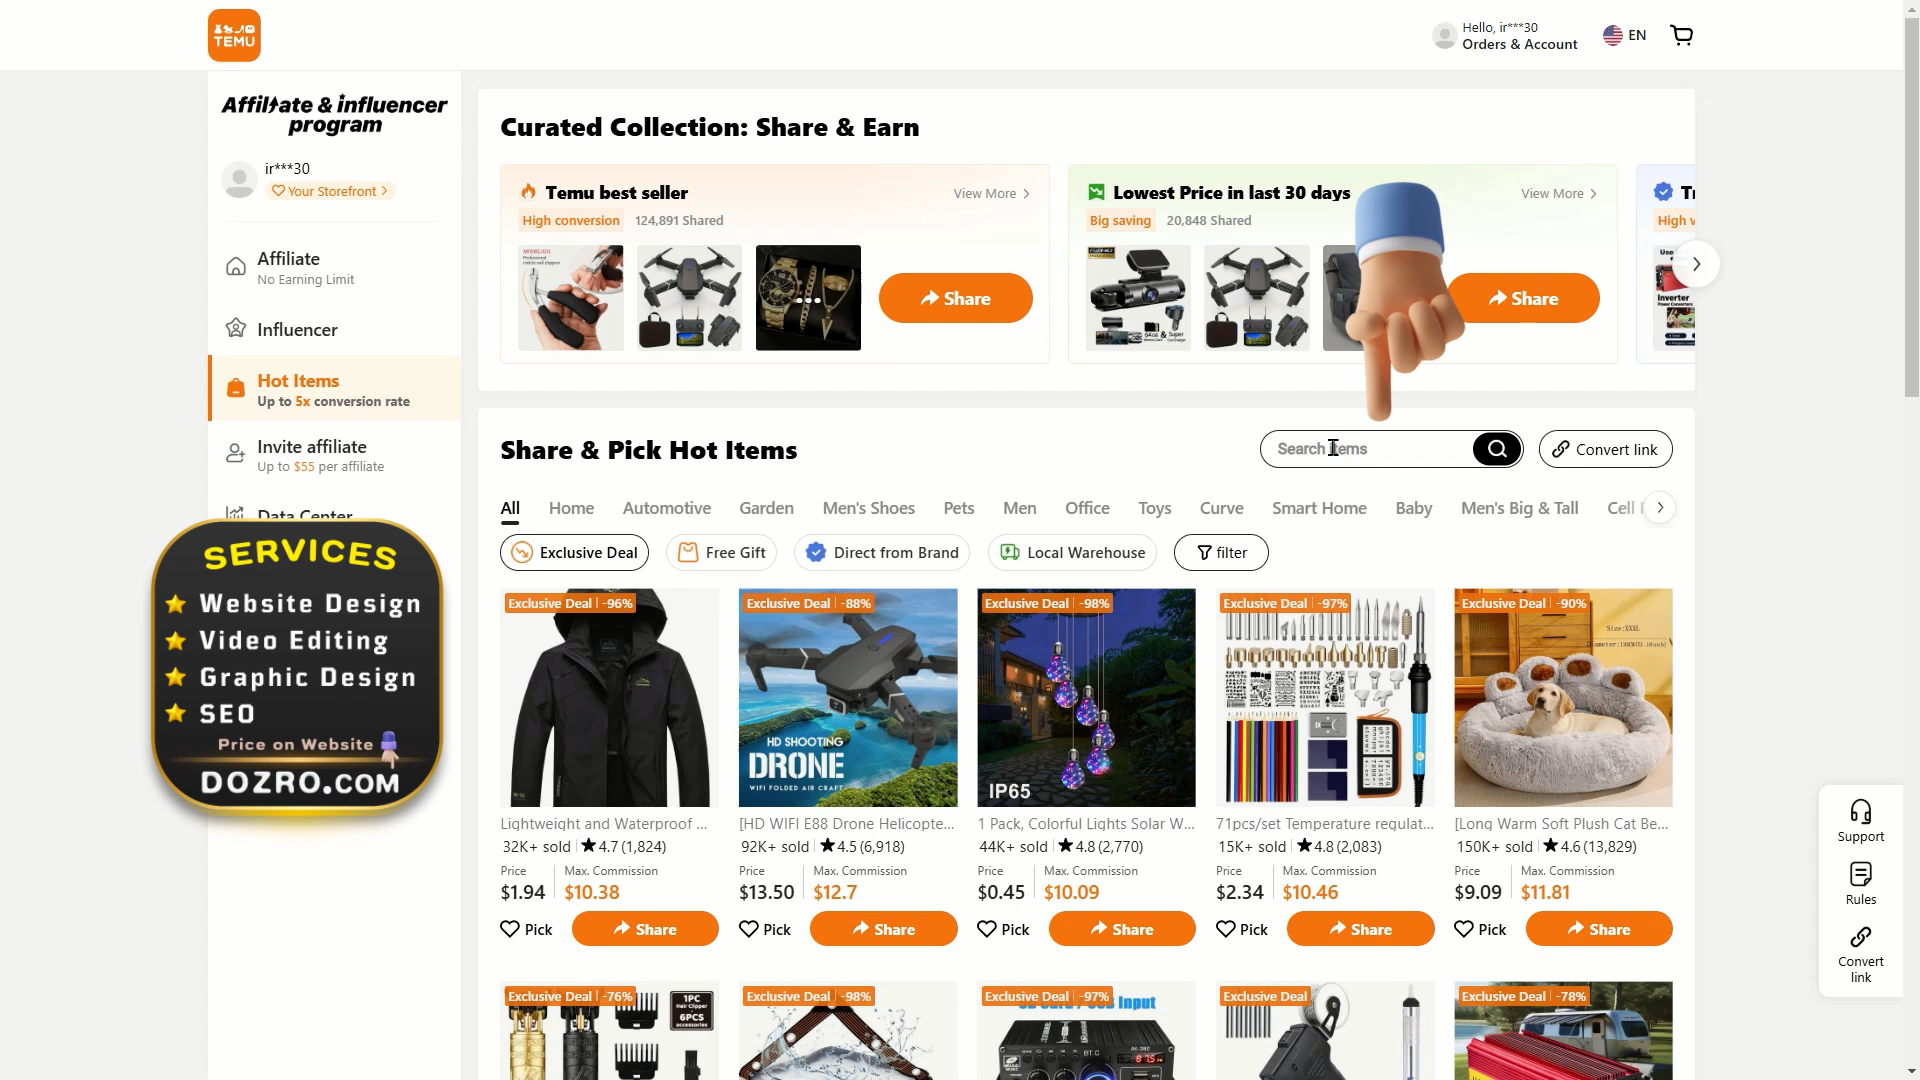 TEMU
Hello, ir***30
Orders & Account
EN
Affiliate & influencer
program
ir***30
Your Storefront >
Affiliate
No Earning Limit
Influencer
Hot Items
Up to 5x conversion rate
Invite affiliate
Up to $55 per affiliate
Data Center
SERVICES
Website Design
Video Editing
Graphic Design
SEO
Price on Website
DOZRO.COM
Curated Collection: Share & Earn
Temu best seller
View More >
High conversion 124,891 Shared
Share
Lowest Price in last 30 days
View More >
Big saving 20,848 Shared
Share
High
Inverter
Share & Pick Hot Items
Search items
Convert link
All Home Automotive Garden Men's Shoes Pets Men Office Toys Curve Smart Home Baby Men's Big & Tall Cell
Exclusive Deal Free Gift Direct from Brand Local Warehouse filter
Exclusive Deal | -96%
Lightweight and Waterproof ...
32K+ sold | ★ 4.7 (1,824)
Price Max. Commission
$1.94 $10.38
Pick Share
Exclusive Deal | -88%
HD SHOOTING
DRONE
WIFI FOLDED AIR CRAFT
[HD WIFI E88 Drone Helicopte...
92K+ sold | ★ 4.5 (6,918)
Price Max. Commission
$13.50 $12.7
Pick Share
Exclusive Deal | -98%
IP65
1 Pack, Colorful Lights Solar W...
44K+ sold | ★ 4.8 (2,770)
Price Max. Commission
$0.45 $10.09
Pick Share
Exclusive Deal | -97%
71pcs/set Temperature regulat...
15K+ sold | ★ 4.8 (2,083)
Price Max. Commission
$2.34 $10.46
Pick Share
Exclusive Deal | -90%
Size:XXXL
[Long Warm Soft Plush Cat Be...
150K+ sold | ★ 4.6 (13,829)
Price Max. Commission
$9.09 $11.81
Pick Share
Exclusive Deal | -76%
1PC
Hair Clipper
6PCS
accessories
Exclusive Deal | -98%
Exclusive Deal | -97%
Input
BT.C
87.5
Exclusive Deal
Exclusive Deal | -78%
Support
Rules
Convert
link